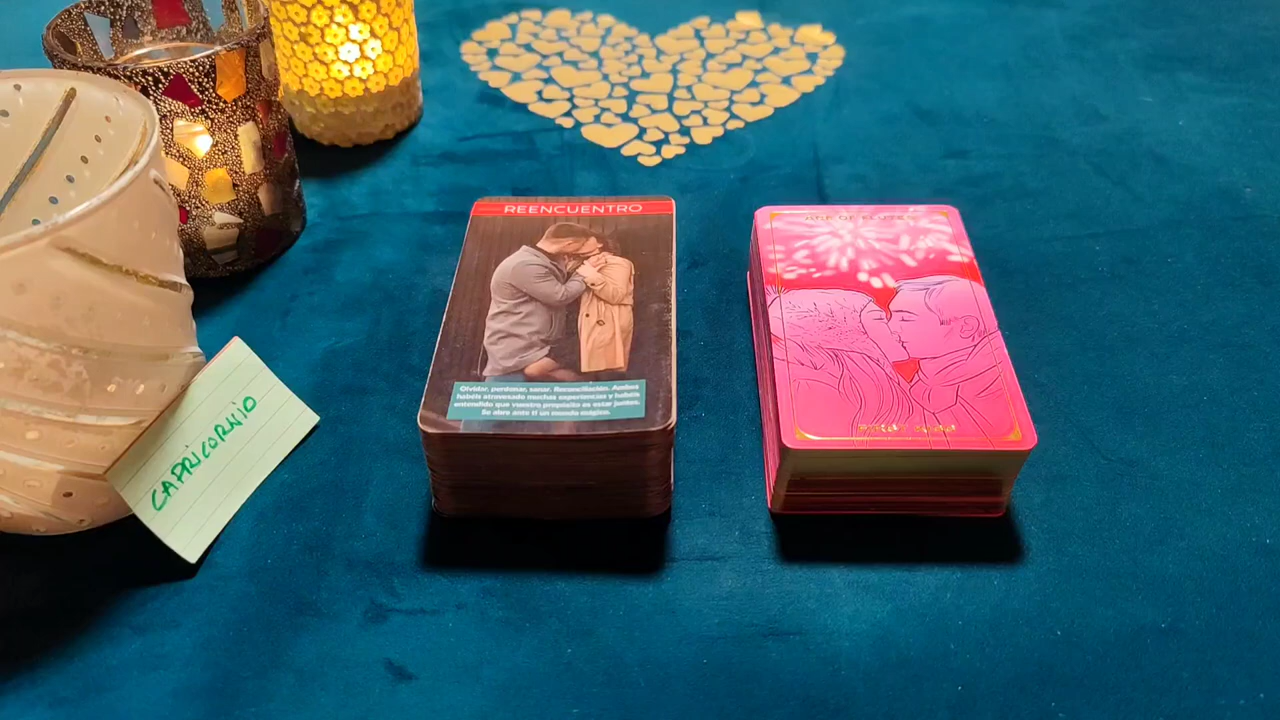 REENCUENTRO
Olvidar, perdonar, sanar. Reconciliación. Ambos
habéis atravesado muchas experiencias y habéis
entendido que vuestro propósito es estar juntos.
Se abre ante ti un mundo mágico.
ACE OF FLUTES
CAPRICORNIO